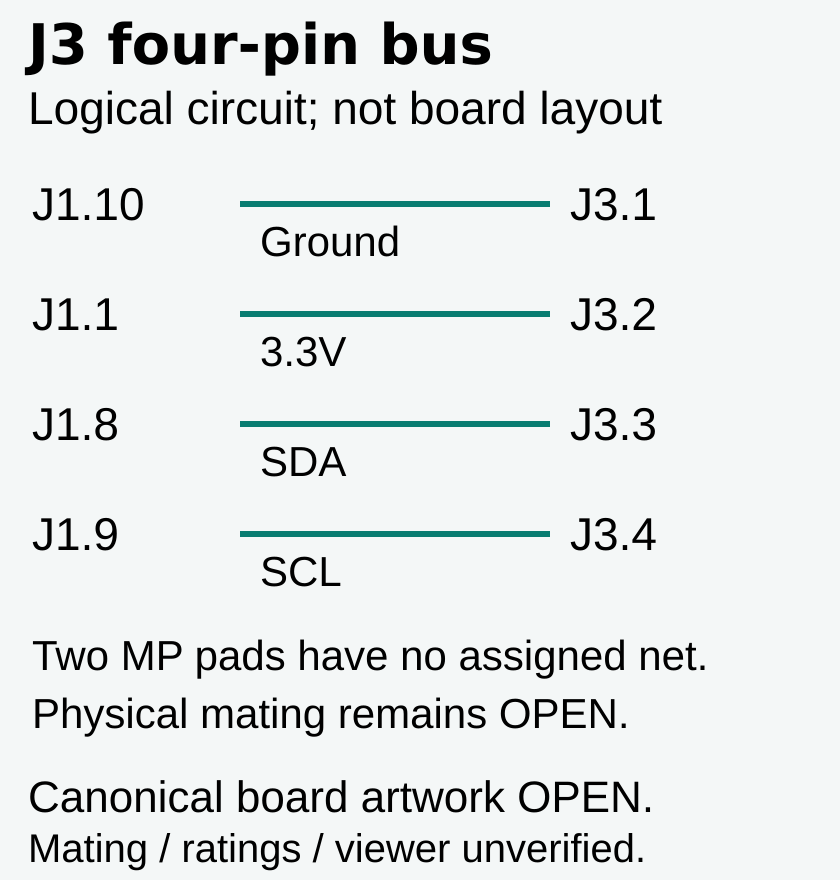 J3 four-pin bus
Logical circuit; not board layout
J1.10 J3.1
Ground
J1.1 J3.2
3.3V
J1.8 J3.3
SDA
J1.9 J3.4
SCL
Two MP pads have no assigned net.
Physical mating remains OPEN.
Canonical board artwork OPEN.
Mating / ratings / viewer unverified.